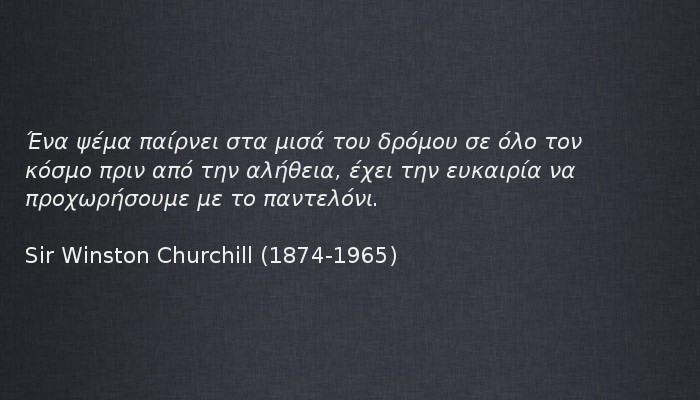 Ένα ψέμα παίρνει στα μισά του δρόμου σε όλο τον
κόσμο πριν από την αλήθεια, έχει την ευκαιρία να
προχωρήσουμε με το παντελόνι.
Sir Winston Churchill (1874-1965)